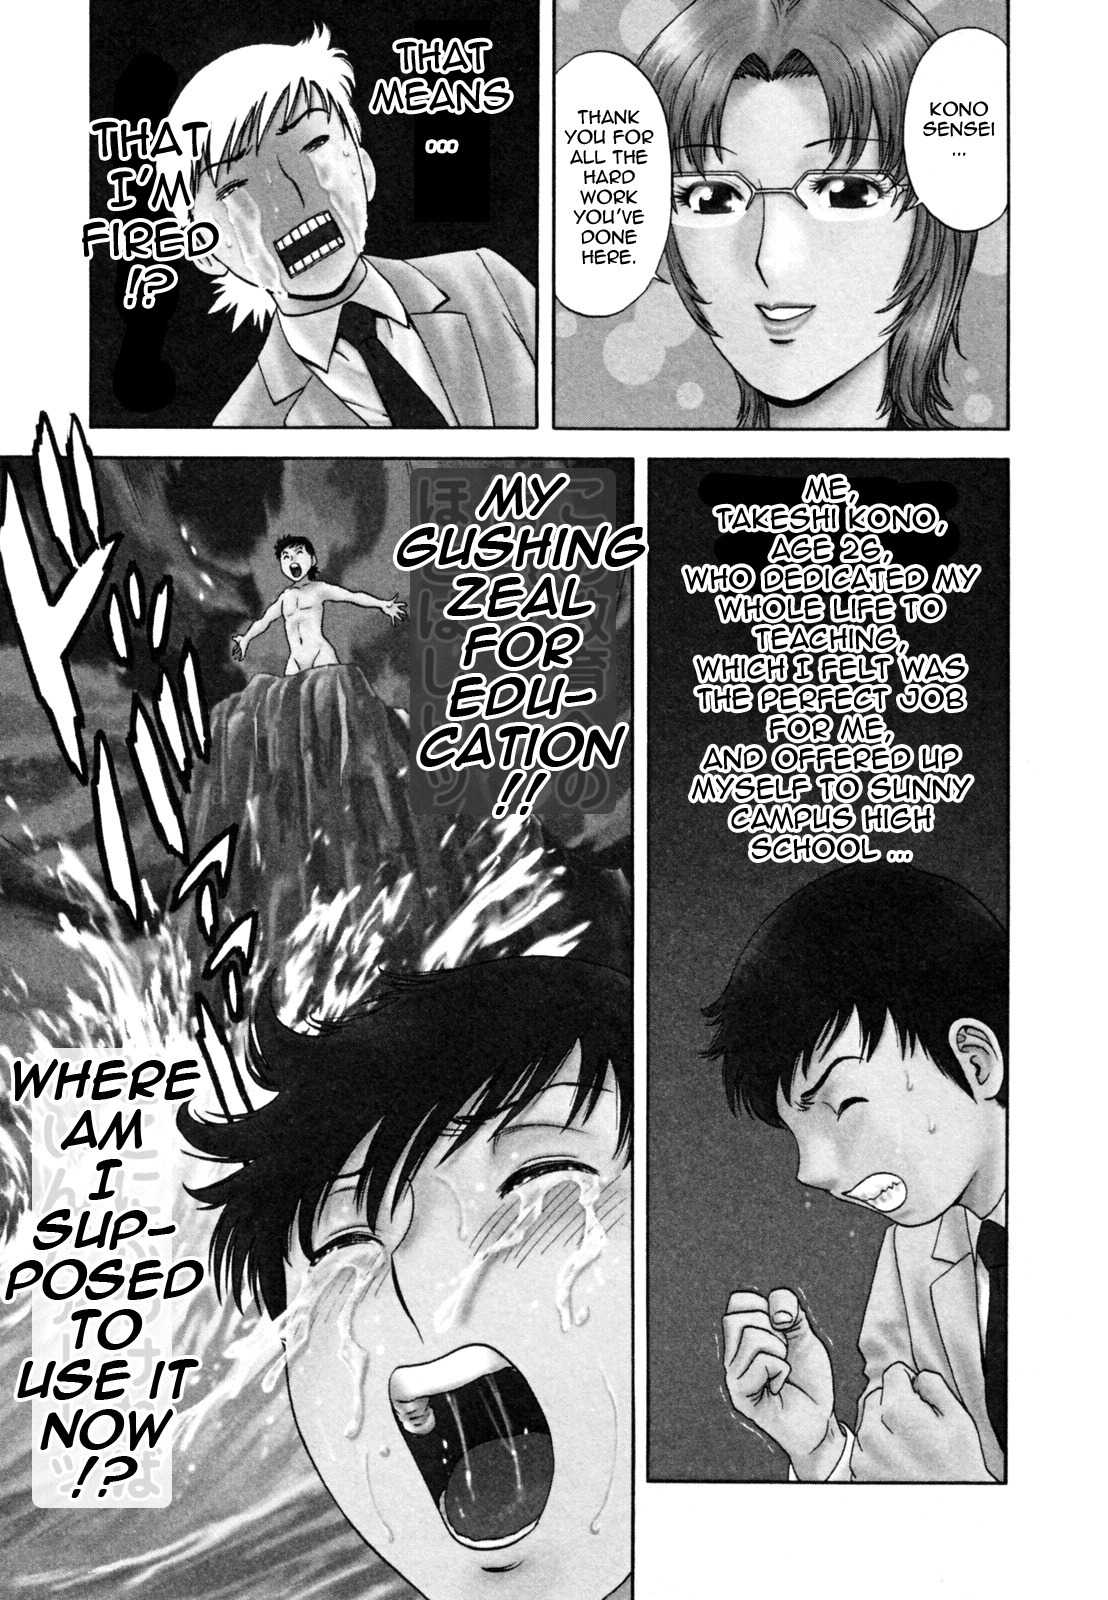 KONO
SENSEI
...
THANK
YOU FOR
ALL THE
HARD
WORK
YOU'VE
DONE
HERE.
THAT
MEANS
...
THAT
I'M
FIRED
!?
ME,
TAKESHI KONO,
AGE 26,
WHO DEDICATED MY
WHOLE LIFE TO
TEACHING,
WHICH I FELT WAS
THE PERFECT JOB
FOR ME,
AND OFFERED UP
MYSELF TO SUNNY
CAMPUS HIGH
SCHOOL ...
MY
GUSHING
ZEAL
FOR
EDU-
CATION
!!
WHERE
AM
I
SUP-
POSED
TO
USE IT
NOW
!?